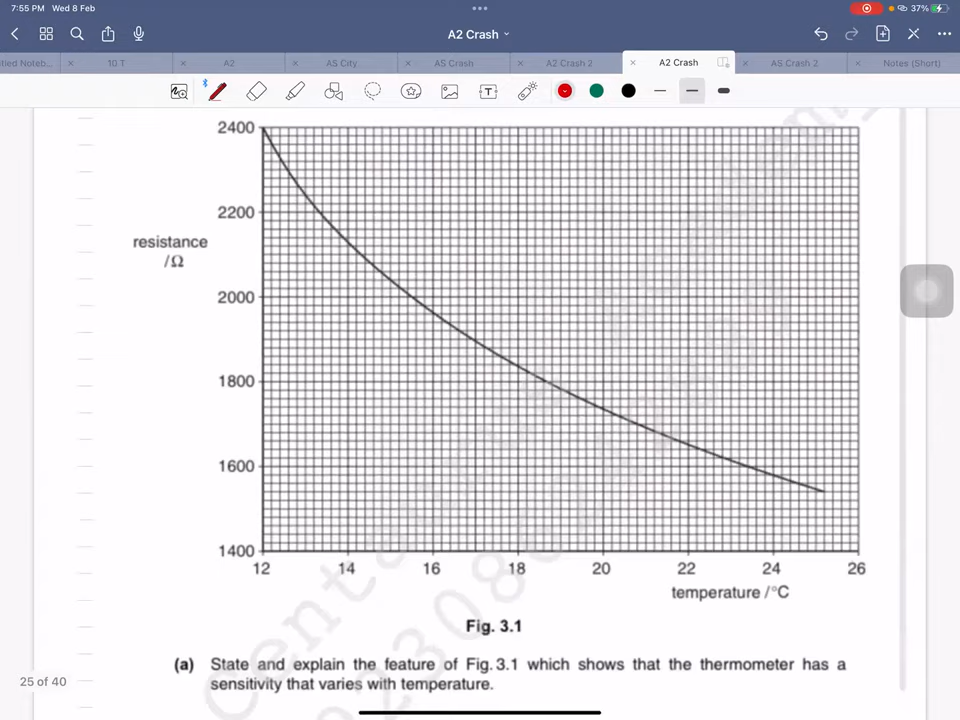 7:55 PM Wed 8 Feb
37%
A2 Crash
10 T
A2
AS City
AS Crash
A2 Crash 2
A2 Crash
AS Crash 2
Notes (Short)
2400
2200
resistance
/Ω
2000
1800
1600
1400
12 14 16 18 20 22 24 26
temperature /°C
Fig. 3.1
(a) State and explain the feature of Fig. 3.1 which shows that the thermometer has a
sensitivity that varies with temperature.
25 of 40